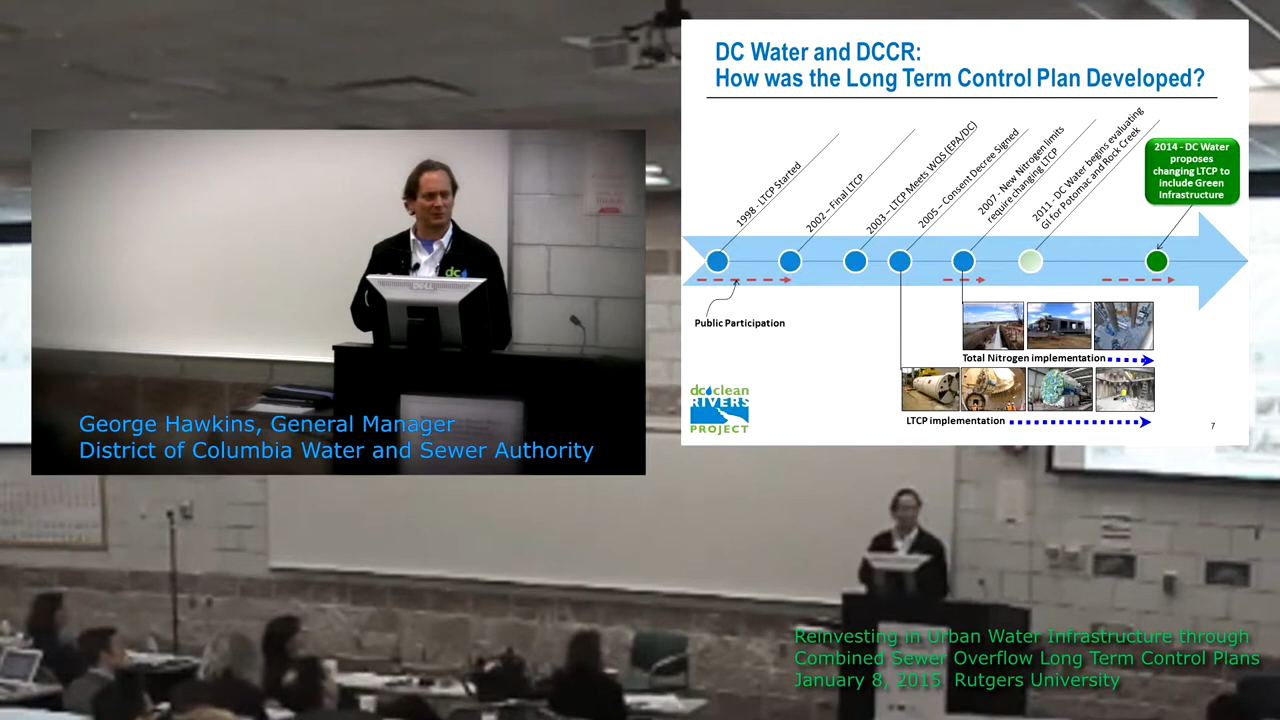 DC Water and DCCR:
How was the Long Term Control Plan Developed?
1998 - LTCP Started
2002 – Final LTCP
2003 – LTCP Meets WQS (EPA/DC)
2005 – Consent Decree Signed
2007 - New Nitrogen limits
require changing LTCP
2011 - DC Water begins evaluating
GI for Potomac and Rock Creek
2014 - DC Water
proposes
changing LTCP to
include Green
Infrastructure
Public Participation
Total Nitrogen implementation
LTCP implementation
dc clean
RIVERS
PROJECT
7
dc
DELL
George Hawkins, General Manager
District of Columbia Water and Sewer Authority
Reinvesting in Urban Water Infrastructure through
Combined Sewer Overflow Long Term Control Plans
January 8, 2015 Rutgers University